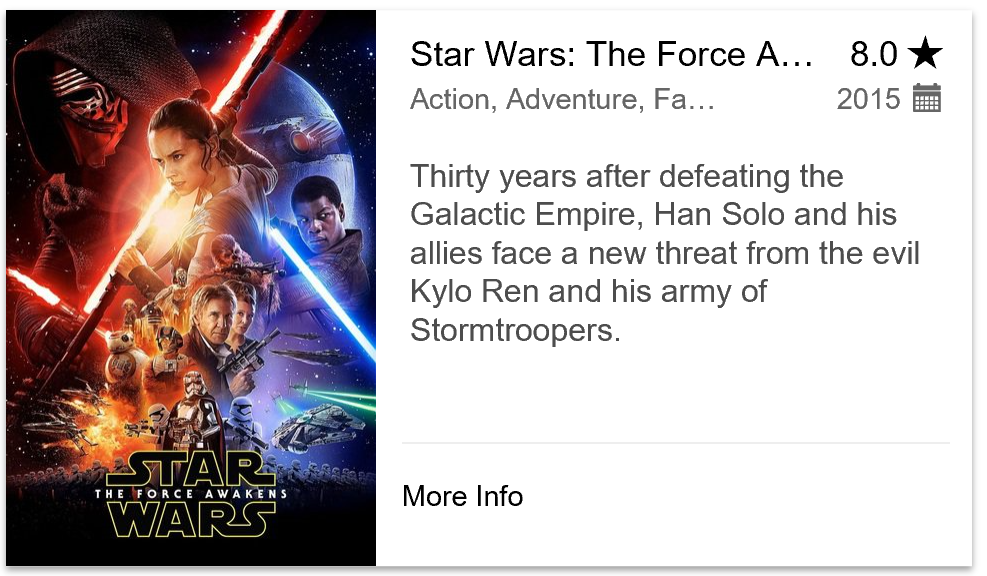 Star Wars: The Force A... 8.0
Action, Adventure, Fa... 2015
Thirty years after defeating the
Galactic Empire, Han Solo and his
allies face a new threat from the evil
Kylo Ren and his army of
Stormtroopers.
More Info
STAR
THE FORCE AWAKENS
WARS